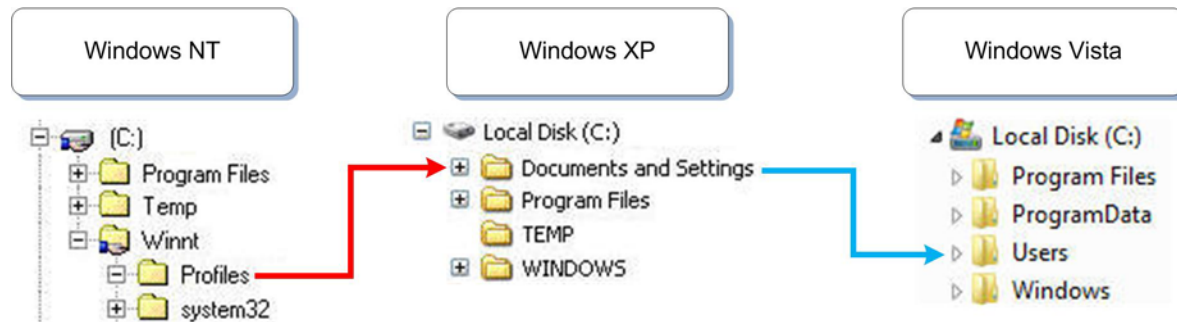 Windows NT
(C:)
Program Files
Temp
Winnt
Profiles
system32
Windows XP
Local Disk (C:)
Documents and Settings
Program Files
TEMP
WINDOWS
Windows Vista
Local Disk (C:)
Program Files
ProgramData
Users
Windows